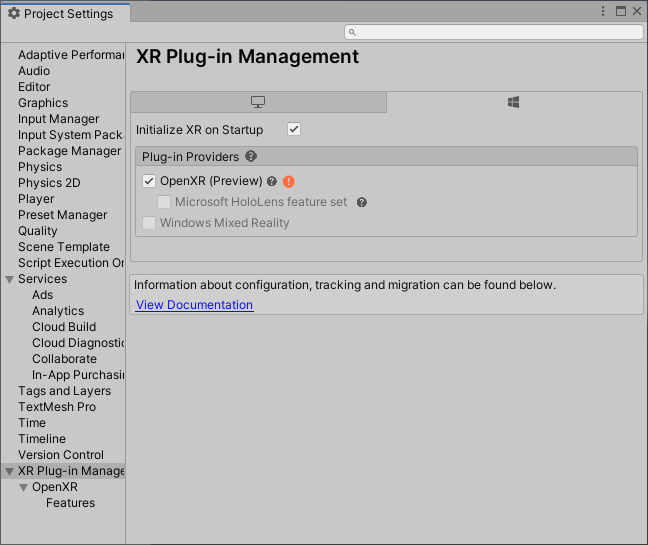 Project Settings
Adaptive Performan
Audio
Editor
Graphics
Input Manager
Input System Packa
Package Manager
Physics
Physics 2D
Player
Preset Manager
Quality
Scene Template
Script Execution Or
Services
Ads
Analytics
Cloud Build
Cloud Diagnostic
Collaborate
In-App Purchasin
Tags and Layers
TextMesh Pro
Time
Timeline
Version Control
XR Plug-in Manage
OpenXR
Features
XR Plug-in Management
Initialize XR on Startup
Plug-in Providers
OpenXR (Preview)
Microsoft HoloLens feature set
Windows Mixed Reality
Information about configuration, tracking and migration can be found below.
View Documentation